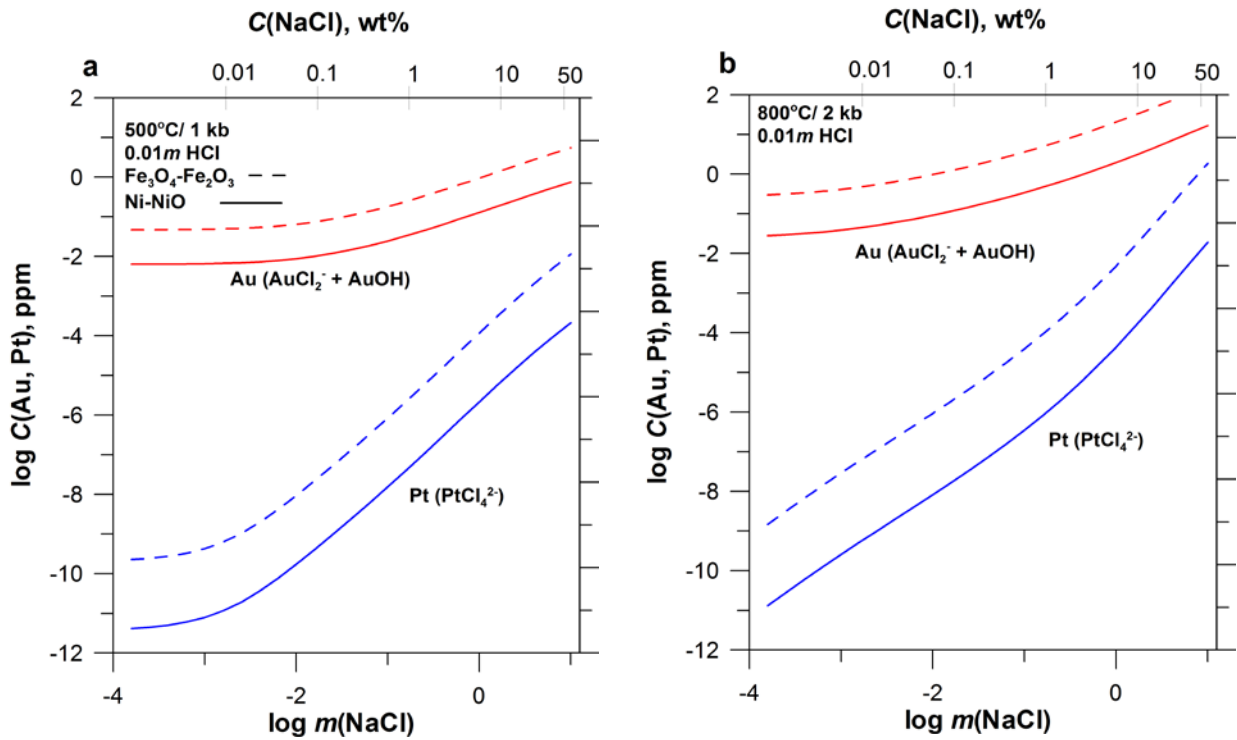 C(NaCl), wt%
a
0.01 0.1 1 10 50
500°C/ 1 kb
0.01m HCl
Fe₃O₄-Fe₂O₃
Ni-NiO
Au (AuCl₂⁻ + AuOH)
Pt (PtCl₄²⁻)
log C(Au, Pt), ppm
2
0
-2
-4
-6
-8
-10
-12
-4 -2 0
log m(NaCl)
C(NaCl), wt%
b
0.01 0.1 1 10 50
800°C/ 2 kb
0.01m HCl
Au (AuCl₂⁻ + AuOH)
Pt (PtCl₄²⁻)
log C(Au, Pt), ppm
2
0
-2
-4
-6
-8
-10
-12
-4 -2 0
log m(NaCl)